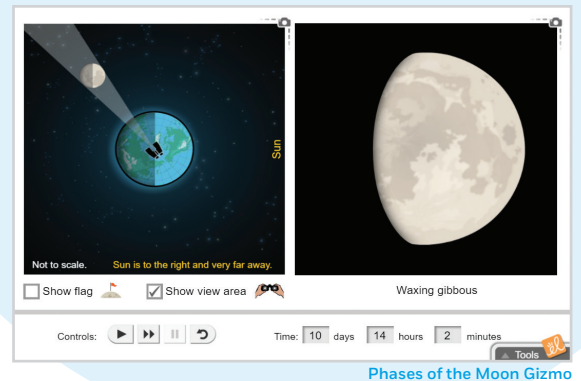 Sun
Not to scale.
Sun is to the right and very far away.
Show flag
Show view area
Waxing gibbous
Controls:
Time: 10 days 14 hours 2 minutes
Tools
Phases of the Moon Gizmo